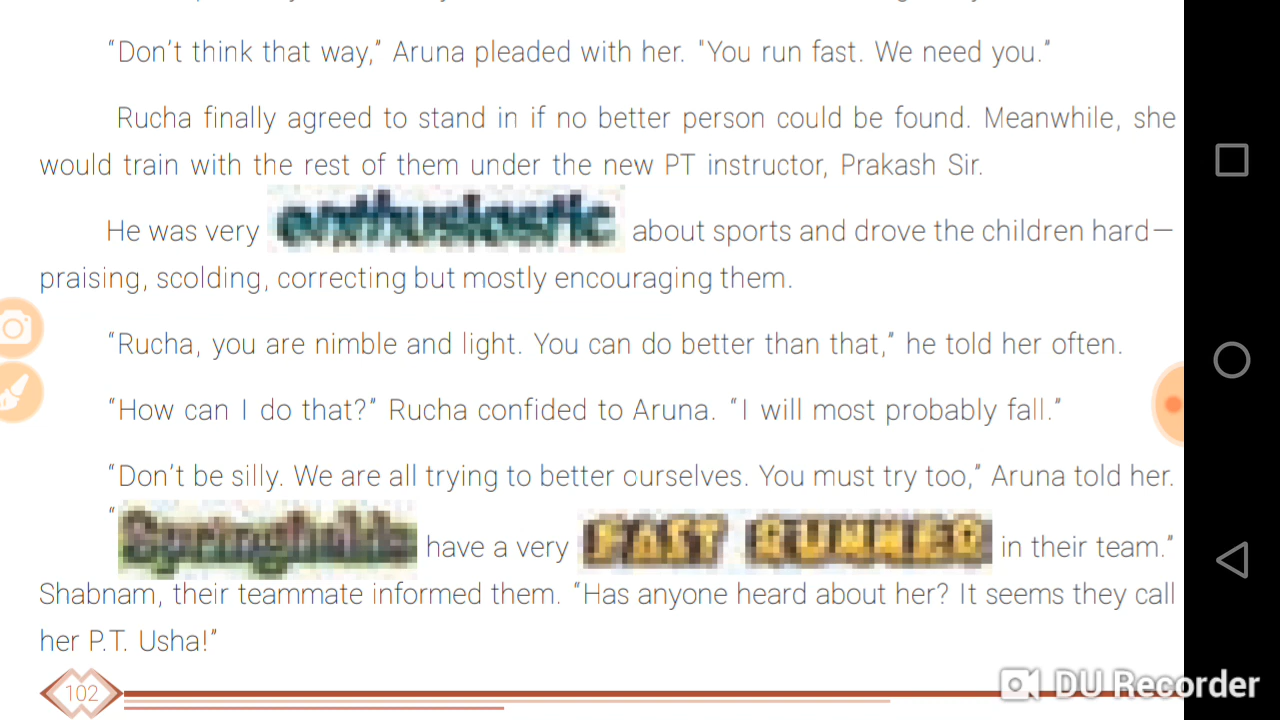 "Don't think that way," Aruna pleaded with her. "You run fast. We need you."
Rucha finally agreed to stand in if no better person could be found. Meanwhile, she
would train with the rest of them under the new PT instructor, Prakash Sir.
He was very enthusiastic about sports and drove the children hard—
praising, scolding, correcting but mostly encouraging them.
"Rucha, you are nimble and light. You can do better than that," he told her often.
"How can I do that?" Rucha confided to Aruna. "I will most probably fall."
"Don't be silly. We are all trying to better ourselves. You must try too," Aruna told her.
"Springfields have a very FAST RUNNER in their team."
Shabnam, their teammate informed them. "Has anyone heard about her? It seems they call
her P.T. Usha!"
102
DU Recorder